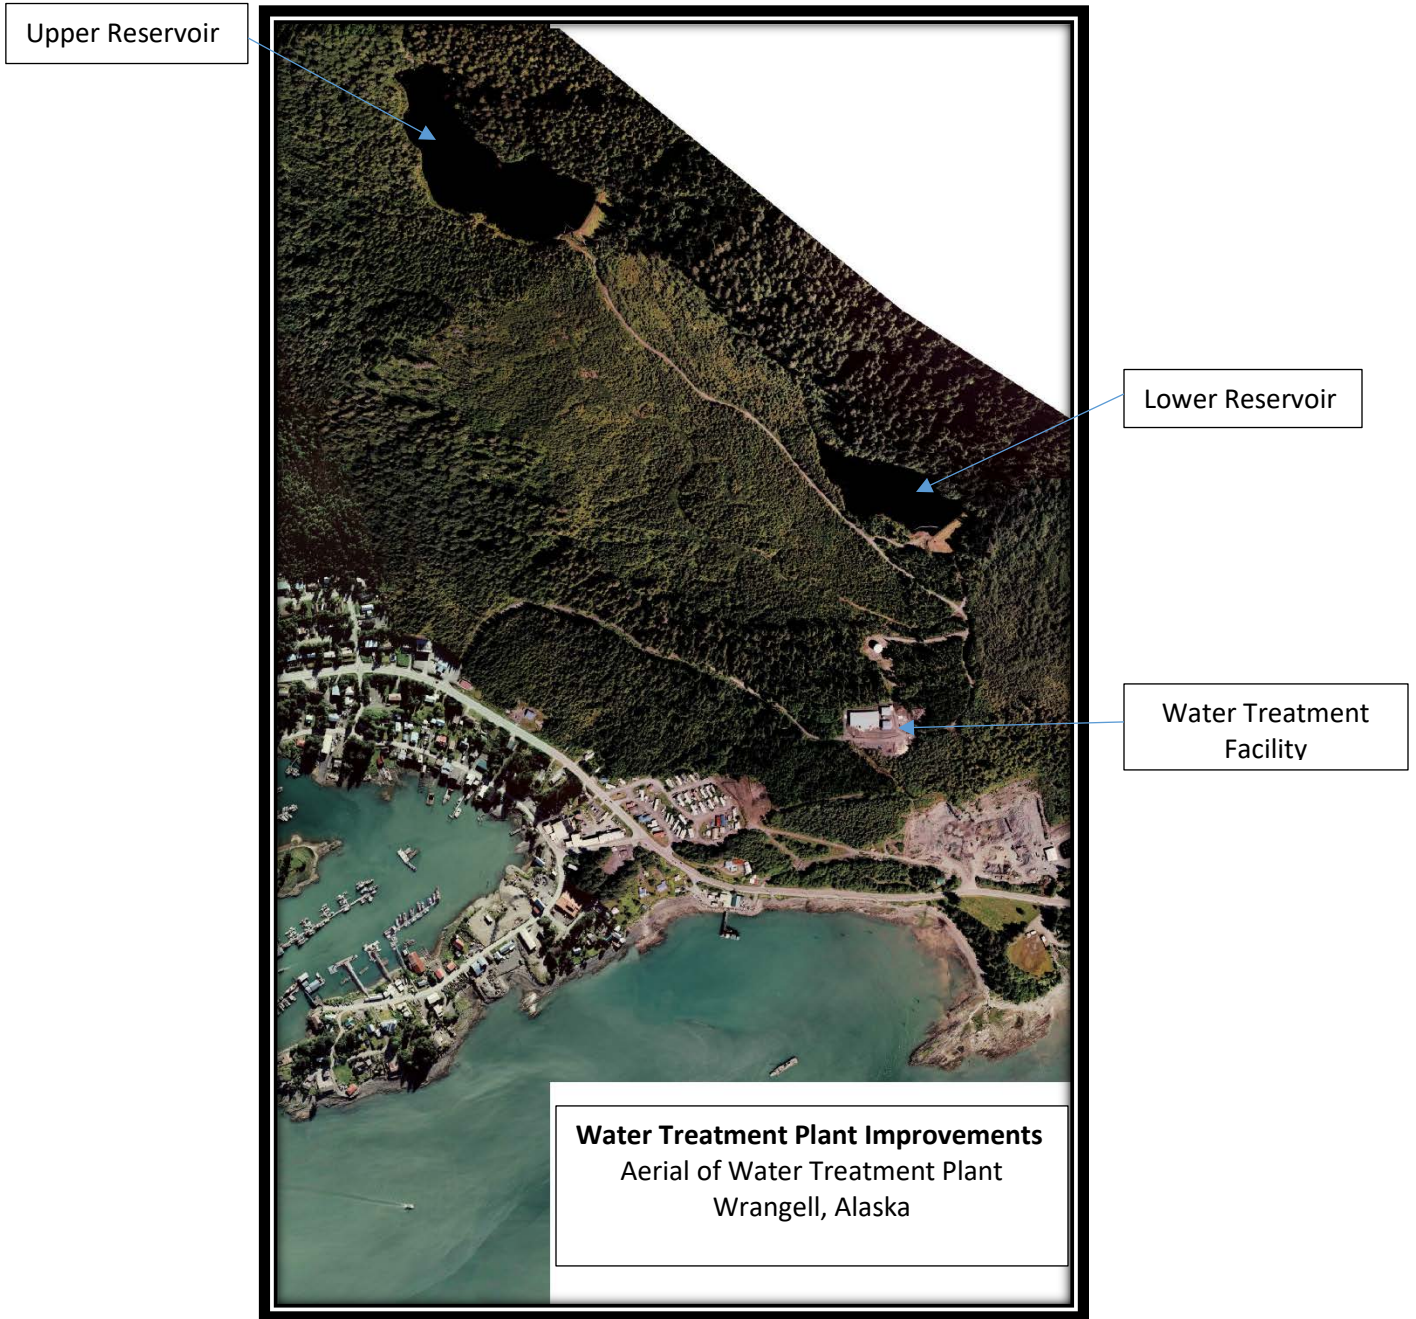 Upper Reservoir
Lower Reservoir
Water Treatment
Facility
Water Treatment Plant Improvements
Aerial of Water Treatment Plant
Wrangell, Alaska